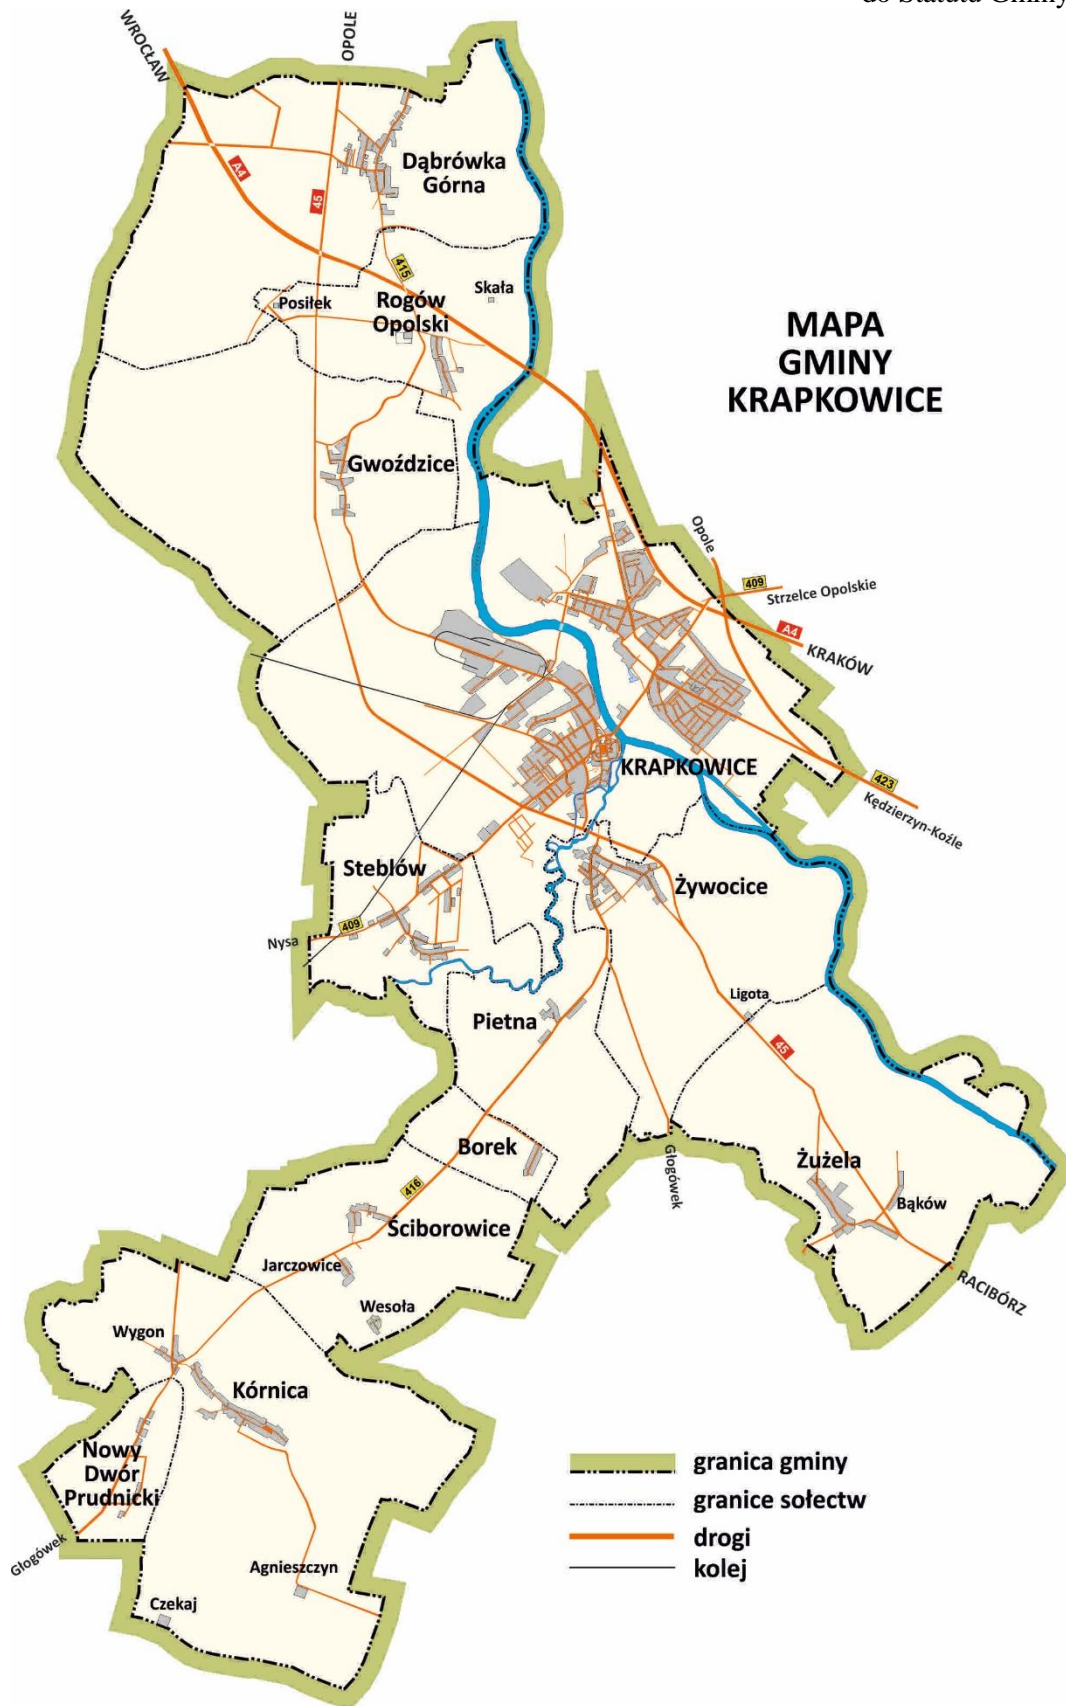 do Statutu Gminy
WROCŁAW
OPOLE
A4
45
Dąbrówka
Górna
415
Skała
Posiłek
Rogów
Opolski
MAPA
GMINY
KRAPKOWICE
Gwoździce
Opole
409
Strzelce Opolskie
A4
KRAKÓW
KRAPKOWICE
423
Kędzierzyn-Koźle
Steblów
Żywocice
409
Nysa
Ligota
Pietna
45
Borek
Głogówek
Żużela
416
Bąków
Sciborowice
Jarczowice
RACIBÓRZ
Wesoła
Wygon
Kórnica
Nowy
Dwór
Prudnicki
granica gminy
granice sołectw
drogi
kolej
Głogówek
Agnieszczyn
Czekaj